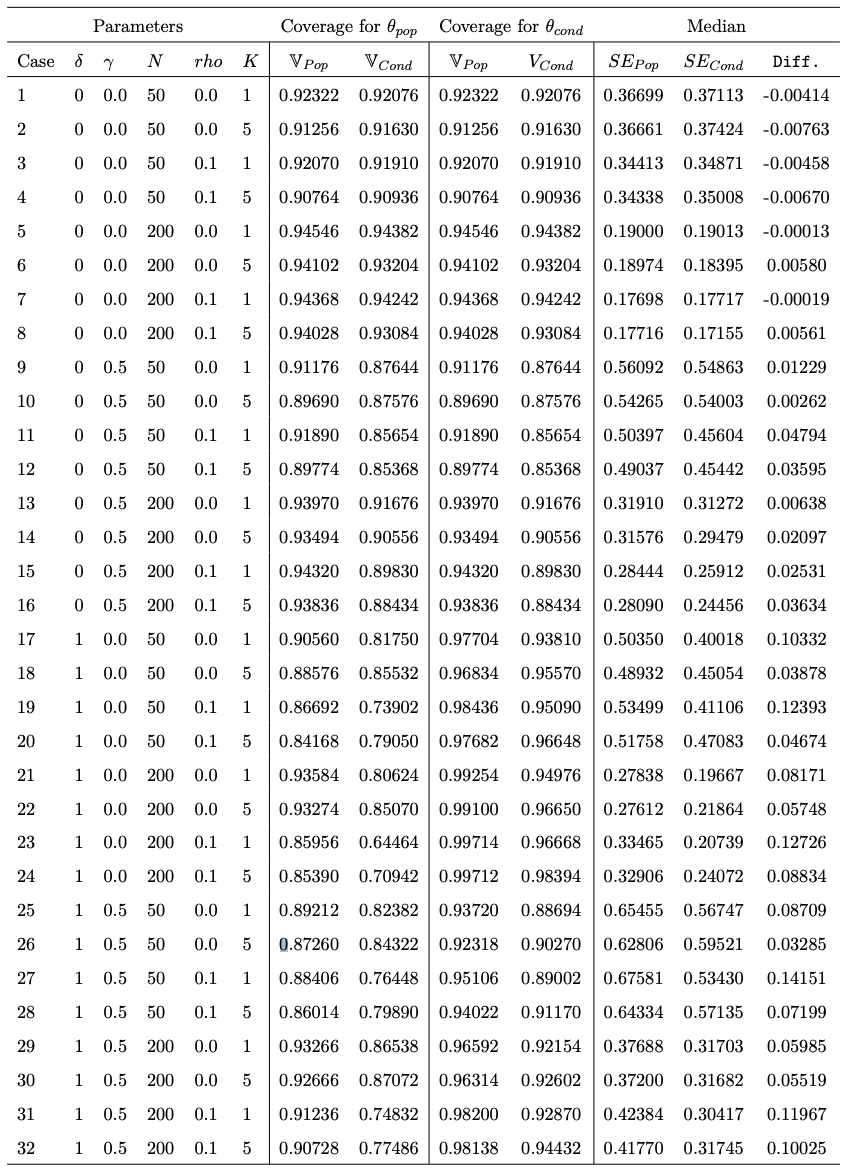 Parameters Coverage for θpop Coverage for θcond Median
Case δ γ N rho K 𝕍Pop 𝕍Cond 𝕍Pop VCond SEPop SECond Diff.
1 0 0.0 50 0.0 1 0.92322 0.92076 0.92322 0.92076 0.36699 0.37113 -0.00414
2 0 0.0 50 0.0 5 0.91256 0.91630 0.91256 0.91630 0.36661 0.37424 -0.00763
3 0 0.0 50 0.1 1 0.92070 0.91910 0.92070 0.91910 0.34413 0.34871 -0.00458
4 0 0.0 50 0.1 5 0.90764 0.90936 0.90764 0.90936 0.34338 0.35008 -0.00670
5 0 0.0 200 0.0 1 0.94546 0.94382 0.94546 0.94382 0.19000 0.19013 -0.00013
6 0 0.0 200 0.0 5 0.94102 0.93204 0.94102 0.93204 0.18974 0.18395 0.00580
7 0 0.0 200 0.1 1 0.94368 0.94242 0.94368 0.94242 0.17698 0.17717 -0.00019
8 0 0.0 200 0.1 5 0.94028 0.93084 0.94028 0.93084 0.17716 0.17155 0.00561
9 0 0.5 50 0.0 1 0.91176 0.87644 0.91176 0.87644 0.56092 0.54863 0.01229
10 0 0.5 50 0.0 5 0.89690 0.87576 0.89690 0.87576 0.54265 0.54003 0.00262
11 0 0.5 50 0.1 1 0.91890 0.85654 0.91890 0.85654 0.50397 0.45604 0.04794
12 0 0.5 50 0.1 5 0.89774 0.85368 0.89774 0.85368 0.49037 0.45442 0.03595
13 0 0.5 200 0.0 1 0.93970 0.91676 0.93970 0.91676 0.31910 0.31272 0.00638
14 0 0.5 200 0.0 5 0.93494 0.90556 0.93494 0.90556 0.31576 0.29479 0.02097
15 0 0.5 200 0.1 1 0.94320 0.89830 0.94320 0.89830 0.28444 0.25912 0.02531
16 0 0.5 200 0.1 5 0.93836 0.88434 0.93836 0.88434 0.28090 0.24456 0.03634
17 1 0.0 50 0.0 1 0.90560 0.81750 0.97704 0.93810 0.50350 0.40018 0.10332
18 1 0.0 50 0.0 5 0.88576 0.85532 0.96834 0.95570 0.48932 0.45054 0.03878
19 1 0.0 50 0.1 1 0.86692 0.73902 0.98436 0.95090 0.53499 0.41106 0.12393
20 1 0.0 50 0.1 5 0.84168 0.79050 0.97682 0.96648 0.51758 0.47083 0.04674
21 1 0.0 200 0.0 1 0.93584 0.80624 0.99254 0.94976 0.27838 0.19667 0.08171
22 1 0.0 200 0.0 5 0.93274 0.85070 0.99100 0.96650 0.27612 0.21864 0.05748
23 1 0.0 200 0.1 1 0.85956 0.64464 0.99714 0.96668 0.33465 0.20739 0.12726
24 1 0.0 200 0.1 5 0.85390 0.70942 0.99712 0.98394 0.32906 0.24072 0.08834
25 1 0.5 50 0.0 1 0.89212 0.82382 0.93720 0.88694 0.65455 0.56747 0.08709
26 1 0.5 50 0.0 5 0.87260 0.84322 0.92318 0.90270 0.62806 0.59521 0.03285
27 1 0.5 50 0.1 1 0.88406 0.76448 0.95106 0.89002 0.67581 0.53430 0.14151
28 1 0.5 50 0.1 5 0.86014 0.79890 0.94022 0.91170 0.64334 0.57135 0.07199
29 1 0.5 200 0.0 1 0.93266 0.86538 0.96592 0.92154 0.37688 0.31703 0.05985
30 1 0.5 200 0.0 5 0.92666 0.87072 0.96314 0.92602 0.37200 0.31682 0.05519
31 1 0.5 200 0.1 1 0.91236 0.74832 0.98200 0.92870 0.42384 0.30417 0.11967
32 1 0.5 200 0.1 5 0.90728 0.77486 0.98138 0.94432 0.41770 0.31745 0.10025